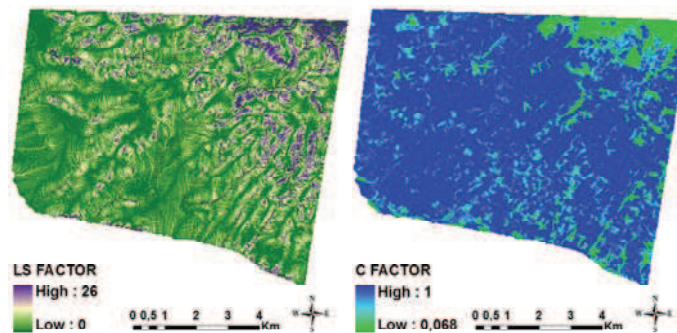 LS FACTOR
High : 26
Low : 0
0 0,5 1 2 3 4
Km
N
W E
S
C FACTOR
High : 1
Low : 0,068
0 0,5 1 2 3 4
Km
N
W E
S